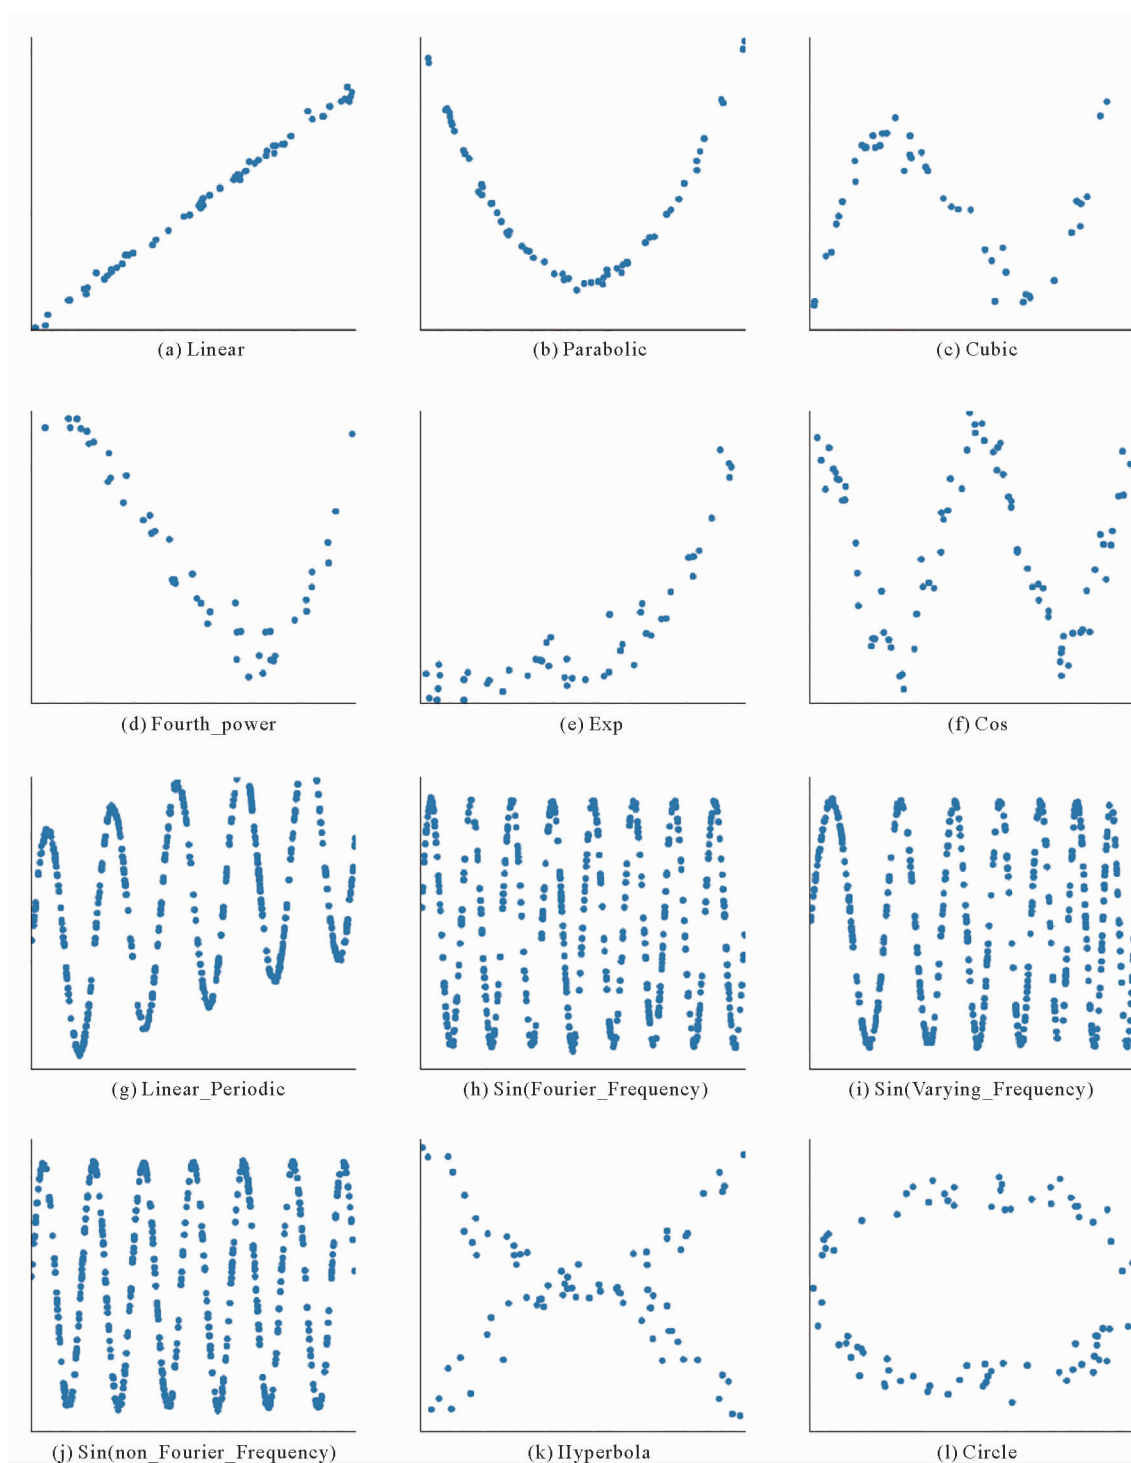 (a) Linear
(b) Parabolic
(c) Cubic
(d) Fourth_power
(e) Exp
(f) Cos
(g) Linear_Periodic
(h) Sin(Fourier_Frequency)
(i) Sin(Varying_Frequency)
(j) Sin(non_Fourier_Frequency)
(k) Hyperbola
(l) Circle